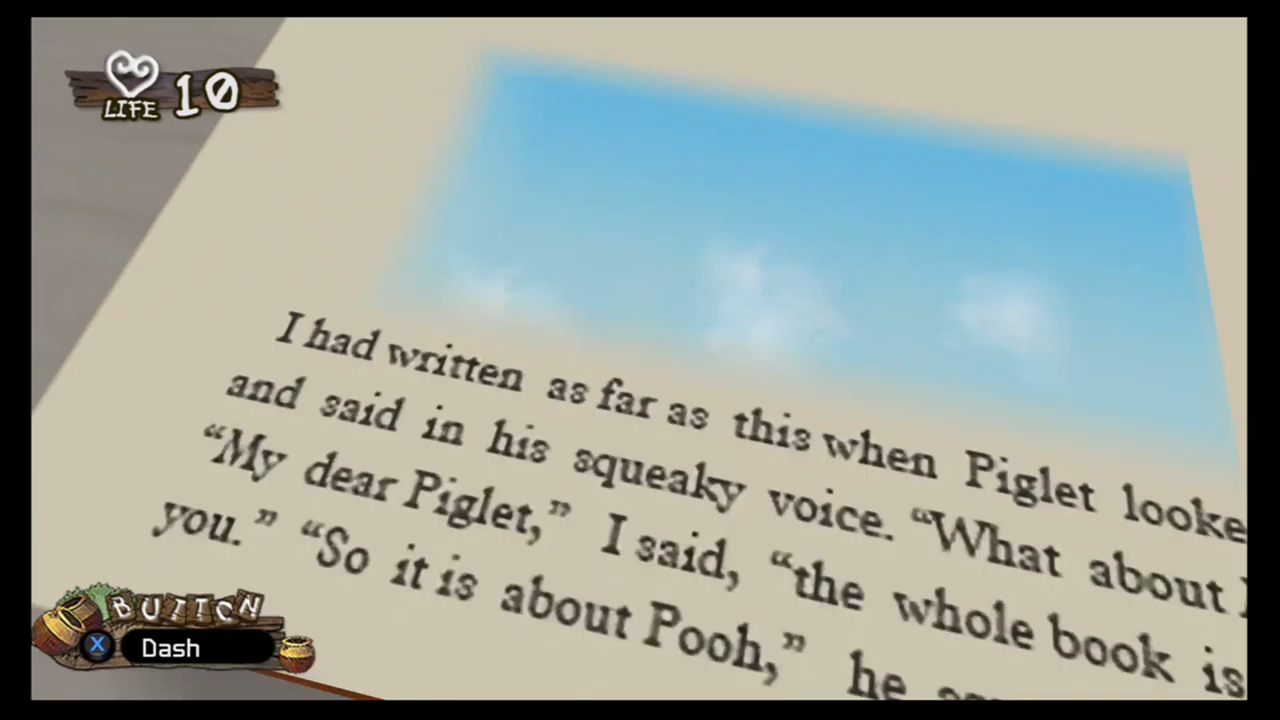 LIFE 10
I had written as far as this when Piglet looke
and said in his squeaky voice. “What about
“My dear Piglet,” I said, “the whole book is
you.” “So it is about Pooh,” he
BUTTON
X Dash